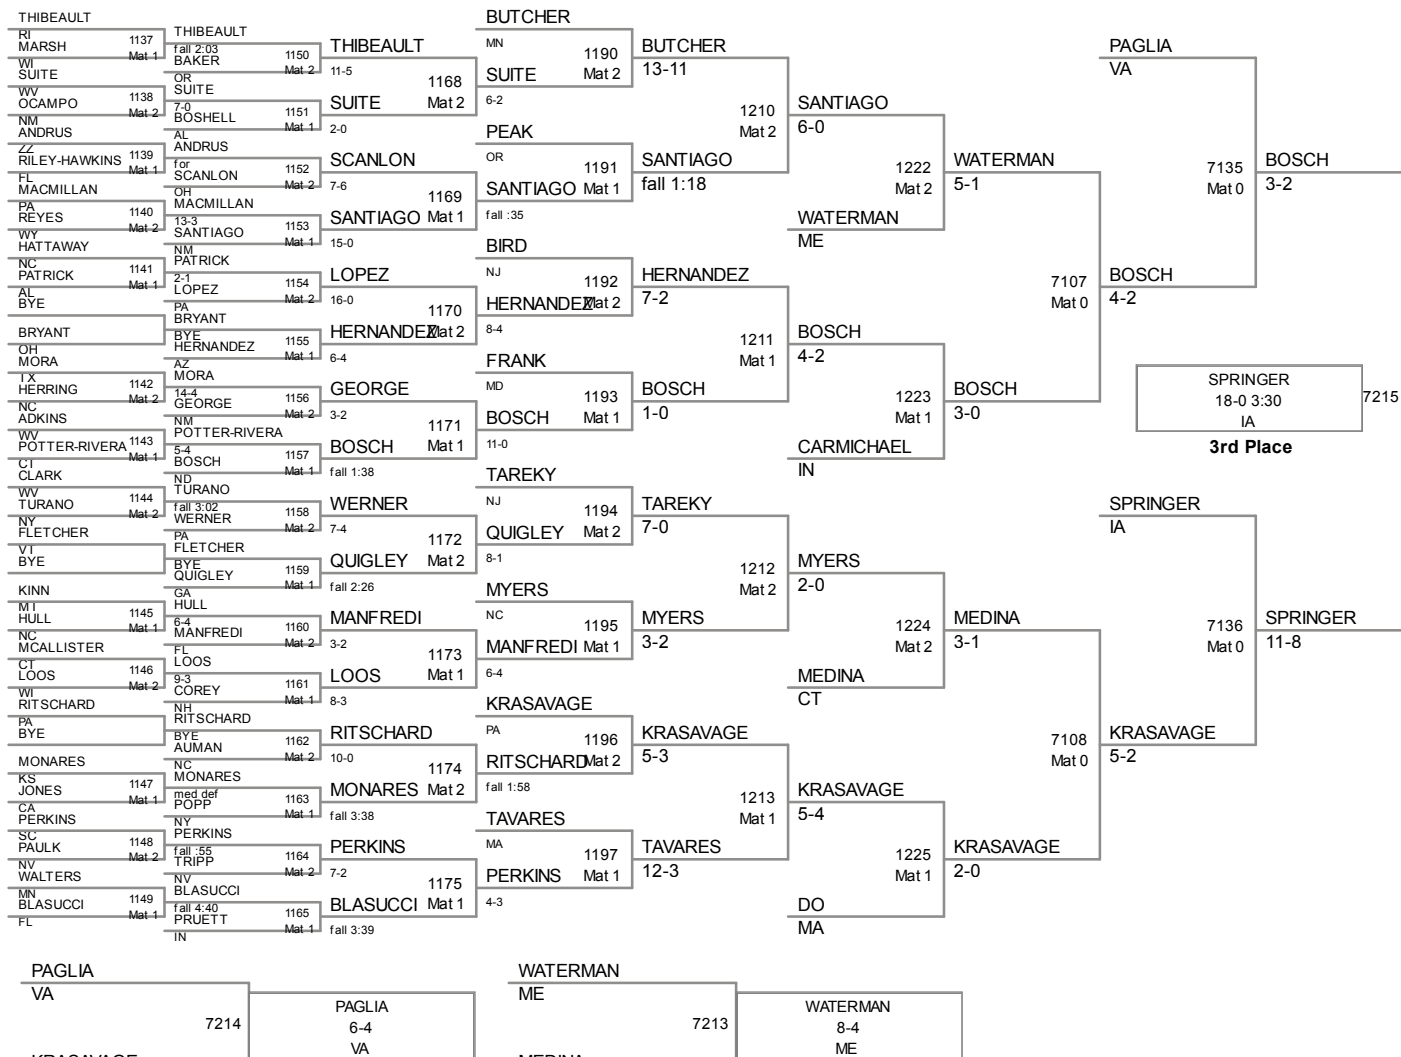 THIBEAULT
RI
MARSH
1137
Mat 1
WI
SUITE
WV
OCAMPO
1138
Mat 2
NM
ANDRUS
ZZ
RILEY-HAWKINS
1139
Mat 1
FL
MACMILLAN
PA
REYES
1140
Mat 2
WY
HATTAWAY
NC
PATRICK
1141
Mat 1
AL
BYE
BRYANT
OH
MORA
TX
HERRING
1142
Mat 2
NC
ADKINS
WV
POTTER-RIVERA
1143
Mat 1
CT
CLARK
WV
TURANO
1144
Mat 2
NY
FLETCHER
VT
BYE
KINN
MT
HULL
1145
Mat 1
NC
MCALLISTER
CT
LOOS
1146
Mat 2
WI
RITSCHARD
PA
BYE
MONARES
KS
JONES
1147
Mat 1
CA
PERKINS
SC
PAULK
1148
Mat 2
NV
WALTERS
MN
BLASUCCI
1149
Mat 1
FL
THIBEAULT
fall 2:03
BAKER
1150
Mat 2
OR
SUITE
7-0
BOSHELL
1151
Mat 1
AL
ANDRUS
for
SCANLON
1152
Mat 2
OH
MACMILLAN
13-3
SANTIAGO
1153
Mat 1
NM
PATRICK
2-1
LOPEZ
1154
Mat 2
PA
BRYANT
BYE
HERNANDEZ
1155
Mat 1
AZ
MORA
14-4
GEORGE
1156
Mat 2
NM
POTTER-RIVERA
5-4
BOSCH
1157
Mat 1
ND
TURANO
fall 3:02
WERNER
1158
Mat 2
PA
FLETCHER
BYE
QUIGLEY
1159
Mat 1
GA
HULL
6-4
MANFREDI
1160
Mat 2
FL
LOOS
9-3
COREY
1161
Mat 1
NH
RITSCHARD
BYE
AUMAN
1162
Mat 2
NC
MONARES
med def
POPP
1163
Mat 1
NY
PERKINS
fall :55
TRIPP
1164
Mat 2
NV
BLASUCCI
fall 4:40
PRUETT
1165
Mat 1
IN
THIBEAULT
11-5
1168
Mat 2
SUITE
2-0
SCANLON
7-6
1169
Mat 1
SANTIAGO
15-0
LOPEZ
16-0
1170
Mat 2
HERNANDEZ
6-4
GEORGE
3-2
1171
Mat 1
BOSCH
fall 1:38
WERNER
7-4
1172
Mat 2
QUIGLEY
fall 2:26
MANFREDI
3-2
1173
Mat 1
LOOS
8-3
RITSCHARD
10-0
1174
Mat 2
MONARES
fall 3:38
PERKINS
7-2
1175
Mat 1
BLASUCCI
fall 3:39
BUTCHER
MN
1190
Mat 2
SUITE
6-2
PEAK
OR
1191
Mat 1
SANTIAGO
fall :35
BIRD
NJ
1192
Mat 2
HERNANDEZ
8-4
FRANK
MD
1193
Mat 1
BOSCH
11-0
TAREKY
NJ
1194
Mat 2
QUIGLEY
8-1
MYERS
NC
1195
Mat 1
MANFREDI
6-4
KRASAVAGE
PA
1196
Mat 2
RITSCHARD
fall 1:58
TAVARES
MA
1197
Mat 1
PERKINS
4-3
BUTCHER
13-11
1210
Mat 2
SANTIAGO
fall 1:18
HERNANDEZ
7-2
1211
Mat 1
BOSCH
1-0
TAREKY
7-0
1212
Mat 2
MYERS
3-2
KRASAVAGE
5-3
1213
Mat 1
TAVARES
12-3
SANTIAGO
6-0
1222
Mat 2
WATERMAN
ME
BOSCH
4-2
1223
Mat 1
CARMICHAEL
IN
MYERS
2-0
1224
Mat 2
MEDINA
CT
KRASAVAGE
5-4
1225
Mat 1
DO
MA
WATERMAN
5-1
7107
Mat 0
BOSCH
3-0
MEDINA
3-1
7108
Mat 0
KRASAVAGE
2-0
PAGLIA
VA
7135
Mat 0
BOSCH
4-2
SPRINGER
IA
7136
Mat 0
KRASAVAGE
5-2
BOSCH
3-2
SPRINGER
18-0 3:30
IA
7215
3rd Place
SPRINGER
11-8
PAGLIA
VA
7214
PAGLIA
6-4
VA
KRASAVAGE
WATERMAN
ME
7213
WATERMAN
8-4
ME
MEDINA